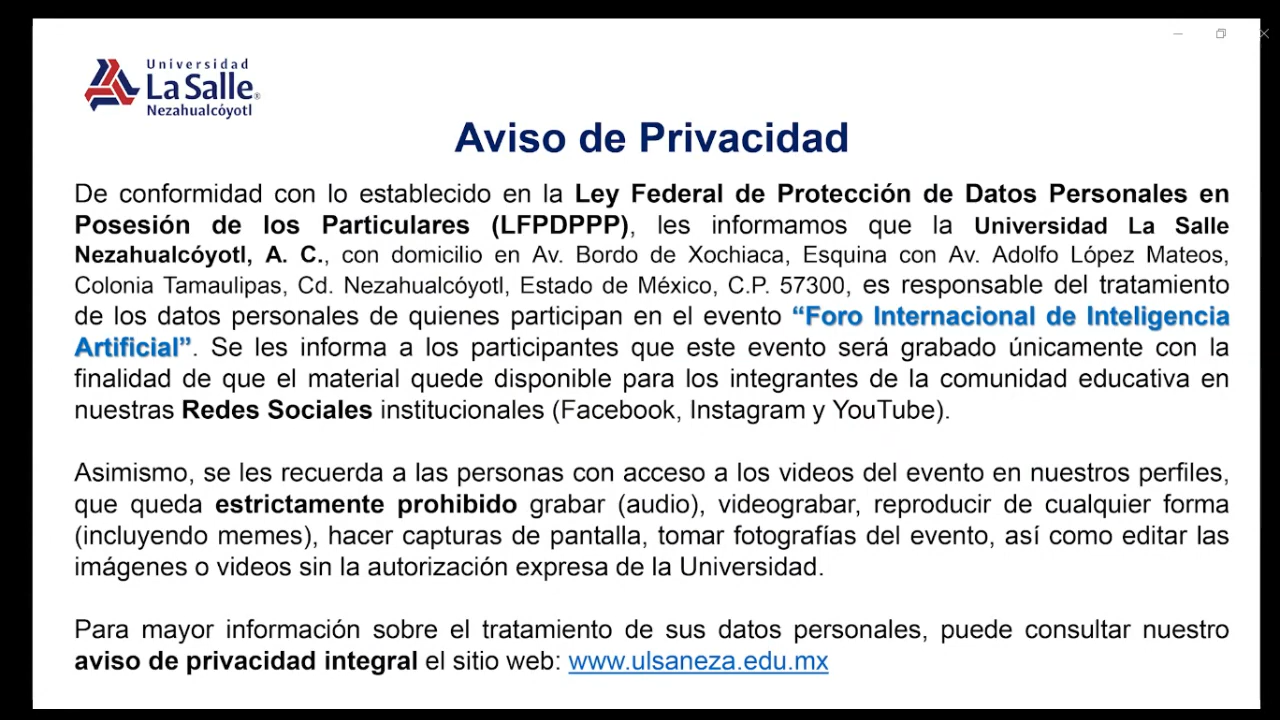 Universidad
La Salle®
Nezahualcóyotl
Aviso de Privacidad
De conformidad con lo establecido en la Ley Federal de Protección de Datos Personales en
Posesión de los Particulares (LFPDPPP), les informamos que la Universidad La Salle
Nezahualcóyotl, A. C., con domicilio en Av. Bordo de Xochiaca, Esquina con Av. Adolfo López Mateos,
Colonia Tamaulipas, Cd. Nezahualcóyotl, Estado de México, C.P. 57300, es responsable del tratamiento
de los datos personales de quienes participan en el evento “Foro Internacional de Inteligencia
Artificial”. Se les informa a los participantes que este evento será grabado únicamente con la
finalidad de que el material quede disponible para los integrantes de la comunidad educativa en
nuestras Redes Sociales institucionales (Facebook, Instagram y YouTube).
Asimismo, se les recuerda a las personas con acceso a los videos del evento en nuestros perfiles,
que queda estrictamente prohibido grabar (audio), videograbar, reproducir de cualquier forma
(incluyendo memes), hacer capturas de pantalla, tomar fotografías del evento, así como editar las
imágenes o videos sin la autorización expresa de la Universidad.
Para mayor información sobre el tratamiento de sus datos personales, puede consultar nuestro
aviso de privacidad integral el sitio web: www.ulsaneza.edu.mx